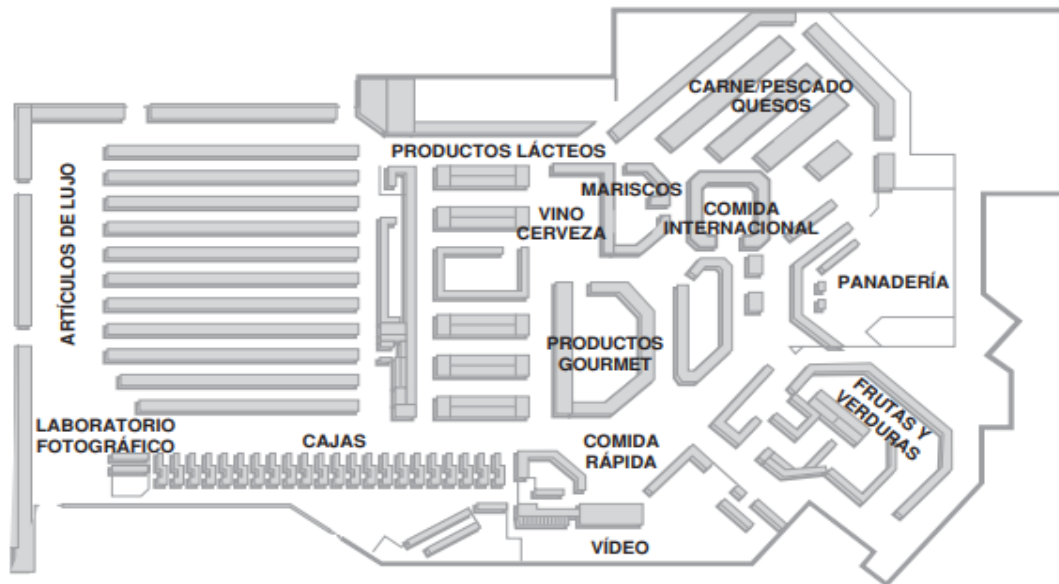 CARNE/PESCADO
QUESOS
PRODUCTOS LÁCTEOS
MARISCOS
VINO
CERVEZA
COMIDA
INTERNACIONAL
ARTÍCULOS DE LUJO
PANADERÍA
PRODUCTOS
GOURMET
FRUTAS Y
VERDURAS
LABORATORIO
FOTOGRÁFICO
CAJAS
COMIDA
RÁPIDA
VÍDEO